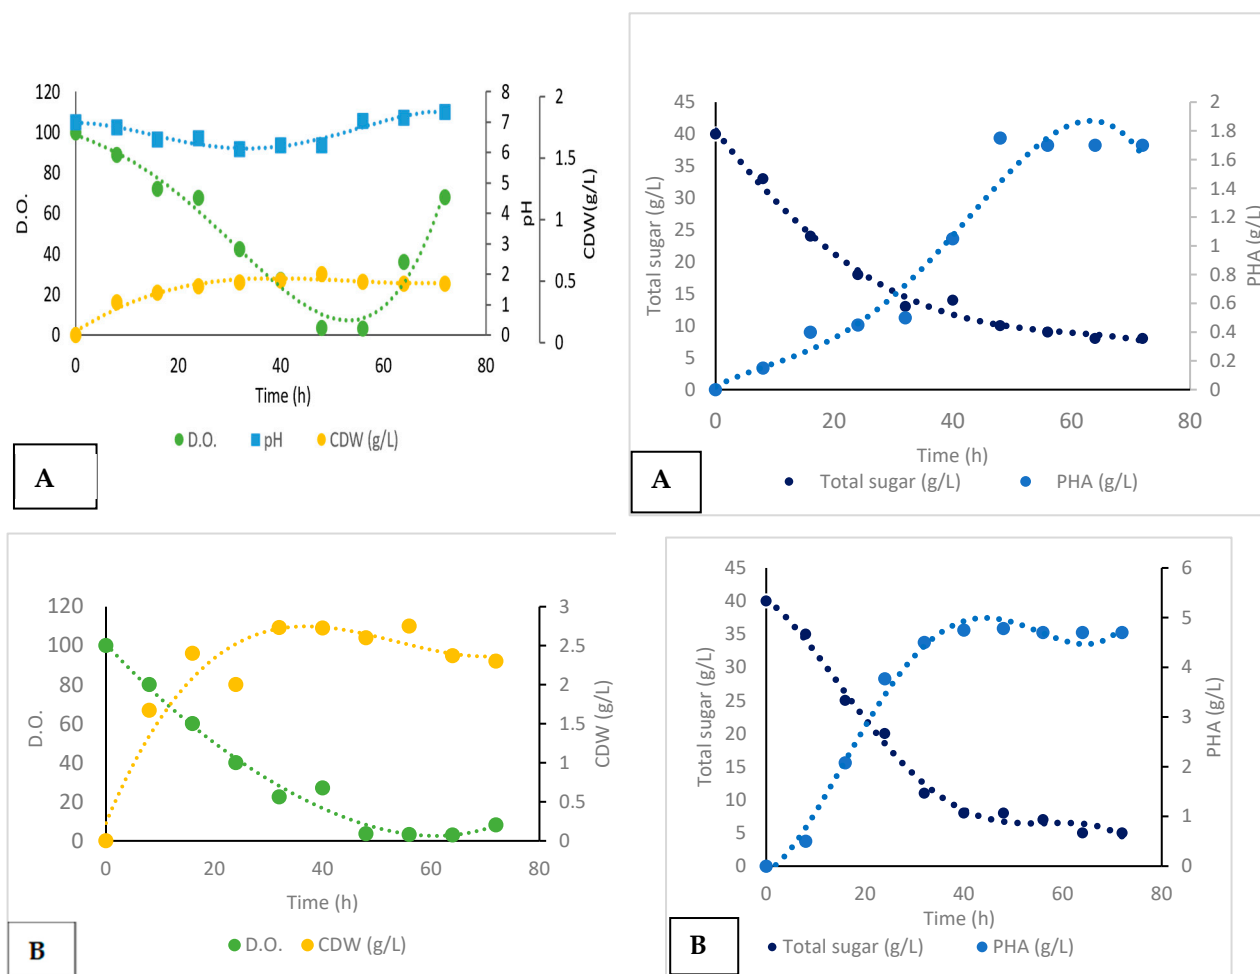 120
100
80
60
40
20
0
D.O.
8
7
6
5
4
3
2
1
0
pH
2
1.5
1
0.5
0
CDW(g/L)
0 20 40 60 80
Time (h)
D.O. pH CDW (g/L)
A
45
40
35
30
25
20
15
10
5
0
Total sugar (g/L)
2
1.8
1.6
1.4
1.2
1
0.8
0.6
0.4
0.2
0
PHA (g/L)
0 20 40 60 80
Time (h)
Total sugar (g/L) PHA (g/L)
A
120
100
80
60
40
20
0
D.O.
3
2.5
2
1.5
1
0.5
0
CDW (g/L)
0 20 40 60 80
Time (h)
D.O. CDW (g/L)
B
45
40
35
30
25
20
15
10
5
0
Total sugar (g/L)
6
5
4
3
2
1
0
PHA (g/L)
0 20 40 60 80
Time (h)
Total sugar (g/L) PHA (g/L)
B